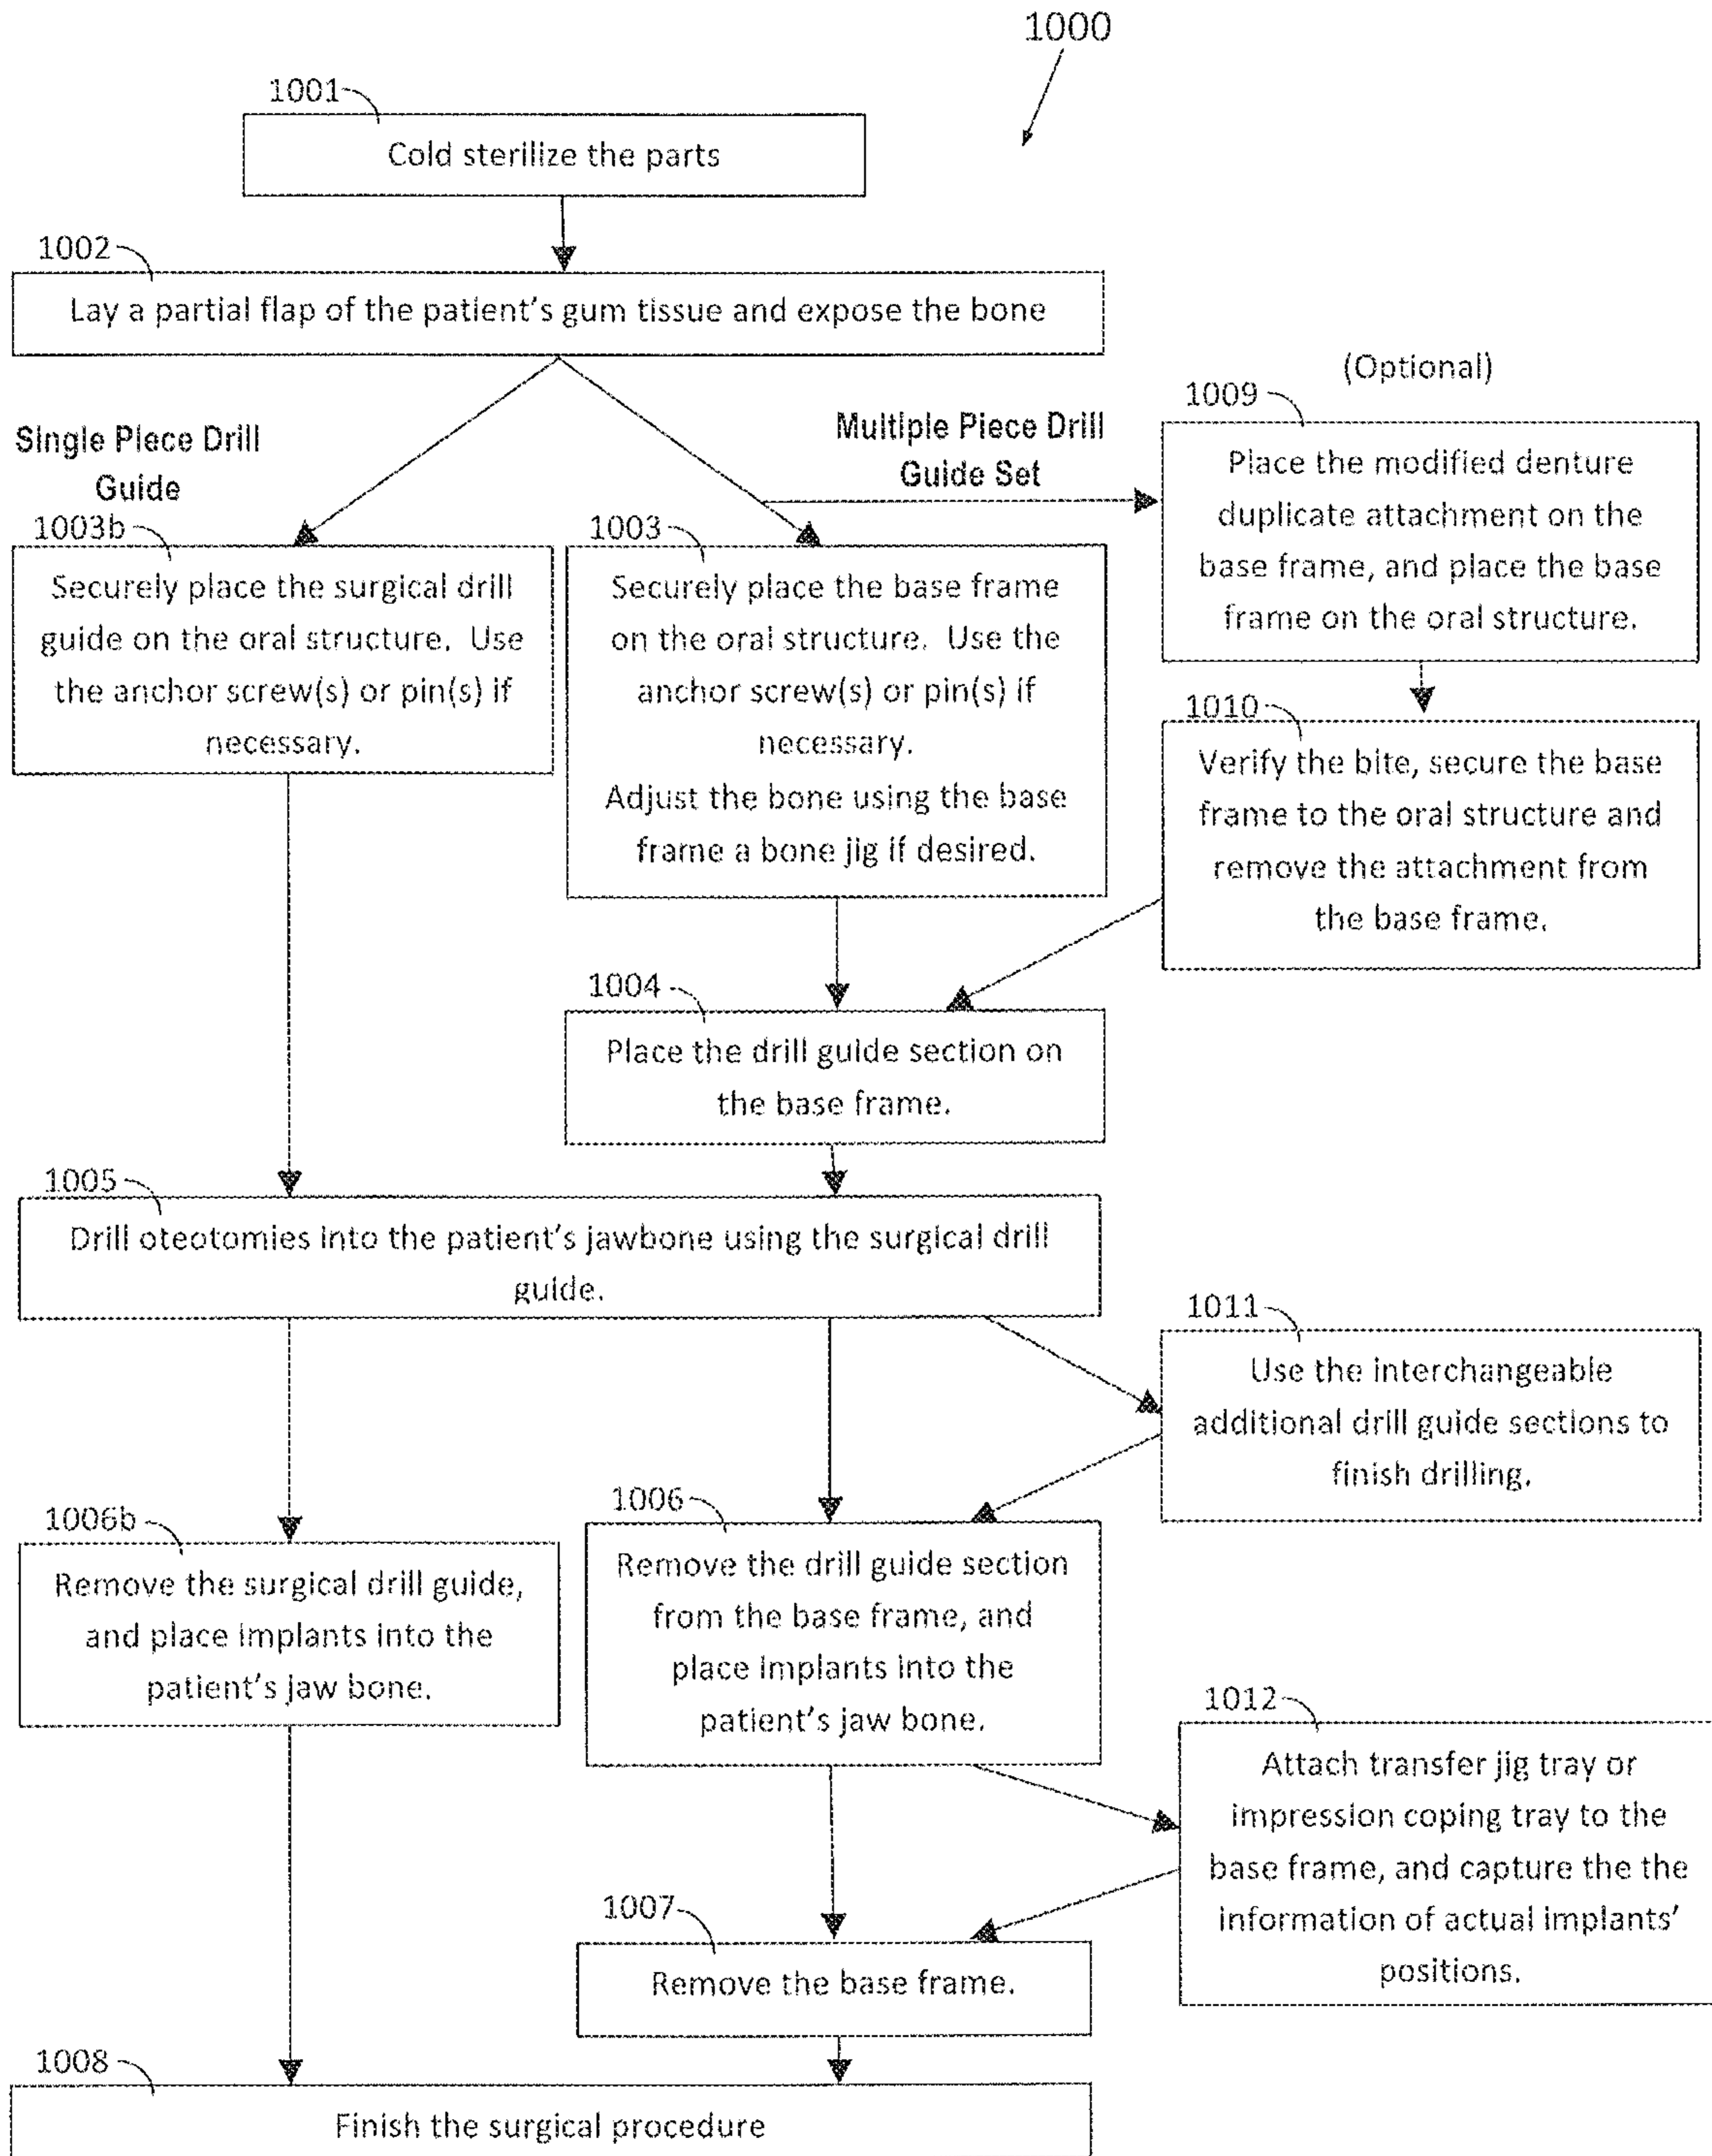 1000
1001
Cold sterilize the parts
1002
Lay a partial flap of the patient's gum tissue and expose the bone
(Optional)
1009
Single Piece Drill
Guide
Multiple Piece Drill
Guide Set
Place the modified denture
duplicate attachment on the
base frame, and place the base
frame on the oral structure.
1003b
Securely place the surgical drill
guide on the oral structure.  Use
the anchor screw(s) or pin(s) if
necessary.
1003
Securely place the base frame
on the oral structure.  Use the
anchor screw(s) or pin(s) if
necessary.
Adjust the bone using the base
frame a bone jig if desired.
1010
Verify the bite, secure the base
frame to the oral structure and
remove the attachment from
the base frame.
1004
Place the drill guide section on
the base frame.
1005
Drill oteotomies into the patient's jawbone using the surgical drill
guide.
1011
Use the interchangeable
additional drill guide sections to
finish drilling.
1006b
Remove the surgical drill guide,
and place implants into the
patient's jaw bone.
1006
Remove the drill guide section
from the base frame, and
place implants into the
patient's jaw bone.
1012
Attach transfer jig tray or
impression coping tray to the
base frame, and capture the the
information of actual implants'
positions.
1007
Remove the base frame.
1008
Finish the surgical procedure